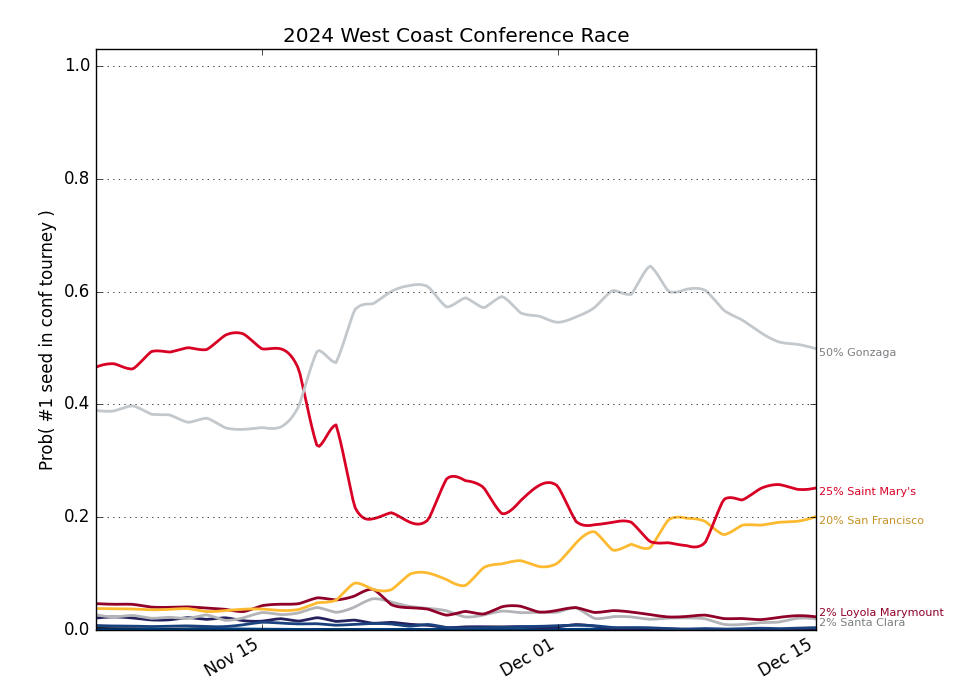 2024 West Coast Conference Race
Prob( #1 seed in conf tourney )
1.0
0.8
0.6
0.4
0.2
0.0
Nov 15
Dec 01
Dec 15
50% Gonzaga
25% Saint Mary's
20% San Francisco
2% Loyola Marymount
2% Santa Clara